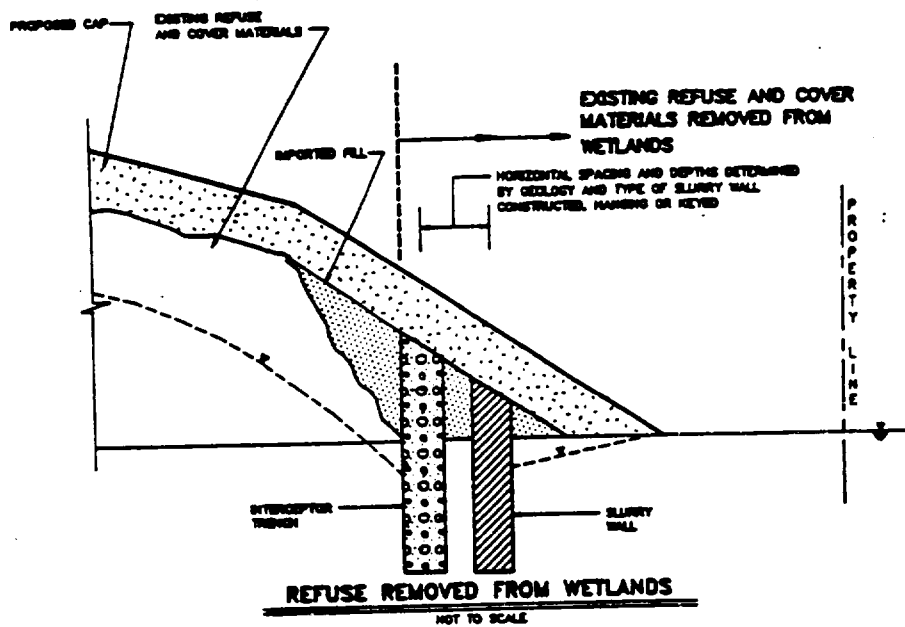 PROPOSED CAP
EXISTING REFUSE
AND COVER MATERIALS
EXISTING REFUSE AND COVER
MATERIALS REMOVED FROM
WETLANDS
IMPORTED FILL
HORIZONTAL SPACING AND DEPTHS DETERMINED
BY GEOLOGY AND TYPE OF SLURRY WALL
CONSTRUCTED, HANGING OR KEYED
PROPERTY LINE
INTERCEPTOR
TRENCH
SLURRY
WALL
REFUSE REMOVED FROM WETLANDS
NOT TO SCALE